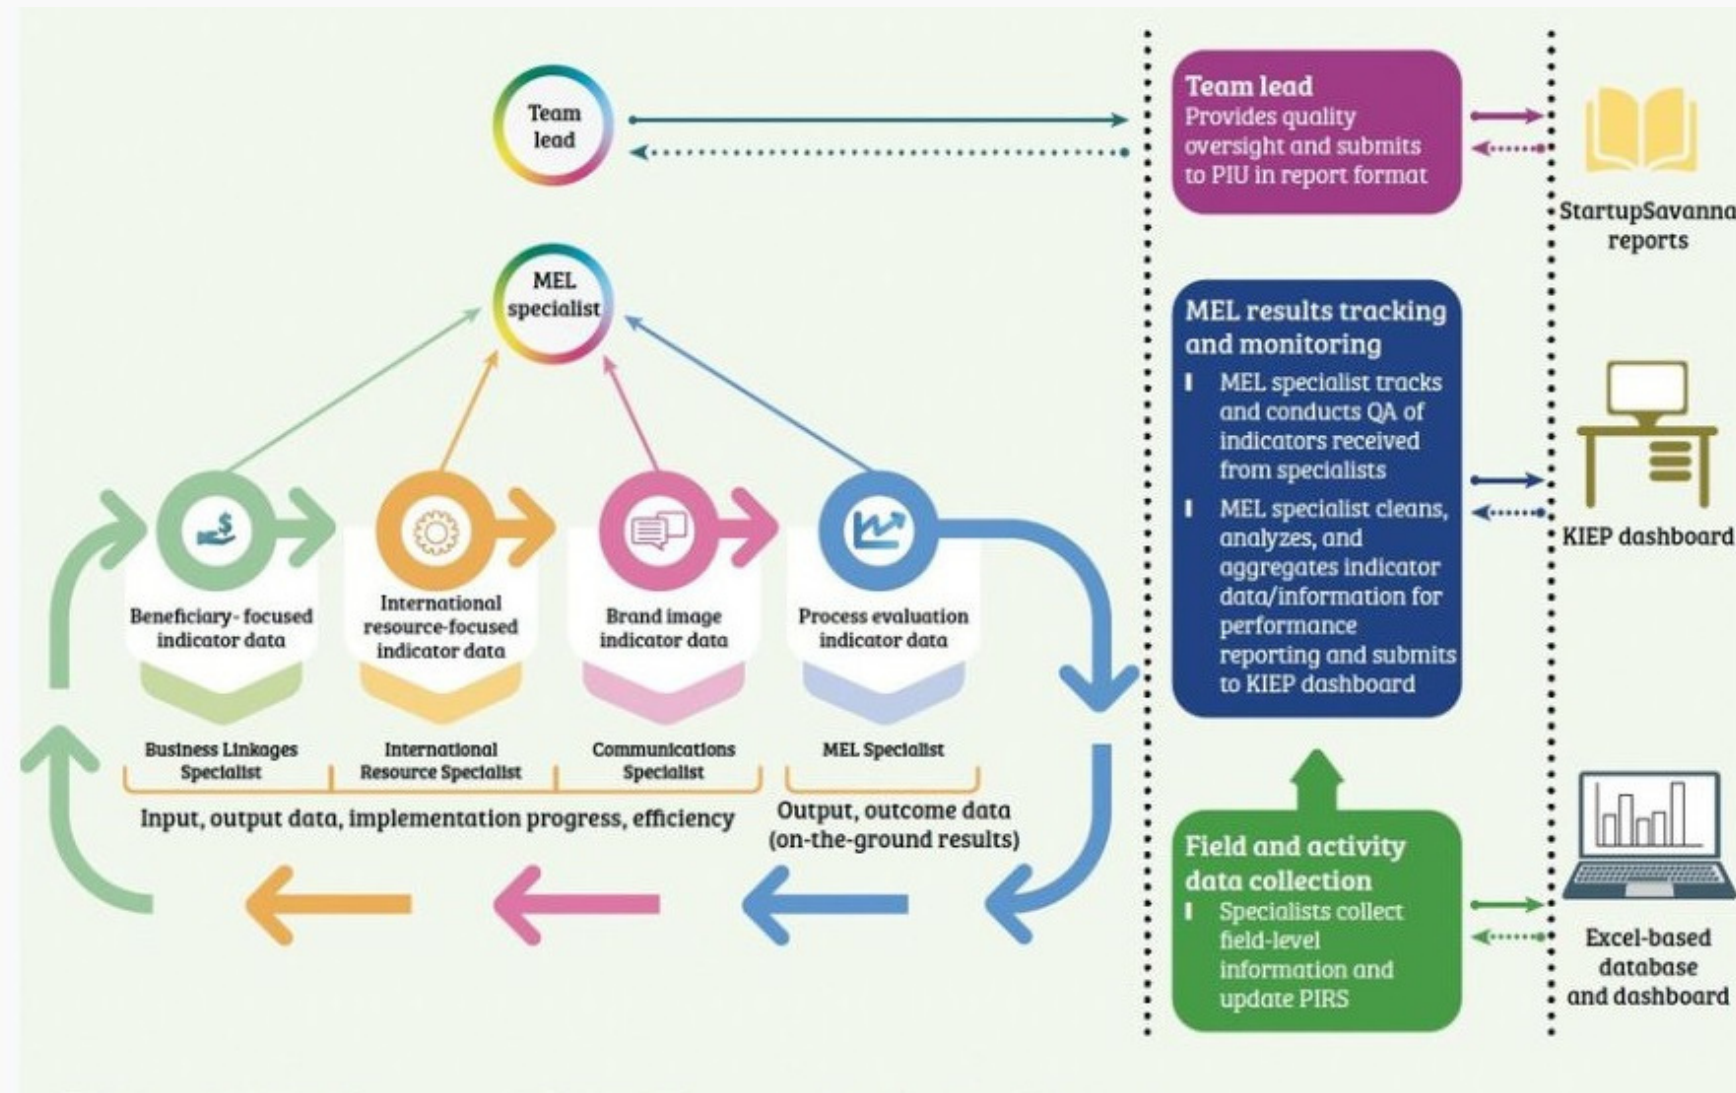 Team
lead
MEL
specialist
Beneficiary- focused
indicator data
International
resource-focused
indicator data
Brand image
indicator data
Process evaluation
indicator data
Business Linkages
Specialist
International
Resource Specialist
Communications
Specialist
MEL Specialist
Input, output data, implementation progress, efficiency
Output, outcome data
(on-the-ground results)
Team lead
Provides quality
oversight and submits
to PIU in report format
MEL results tracking
and monitoring
MEL specialist tracks
and conducts QA of
indicators received
from specialists
MEL specialist cleans,
analyzes, and
aggregates indicator
data/information for
performance
reporting and submits
to KIEP dashboard
Field and activity
data collection
Specialists collect
field-level
information and
update PIRS
StartupSavanna
reports
KIEP dashboard
Excel-based
database
and dashboard